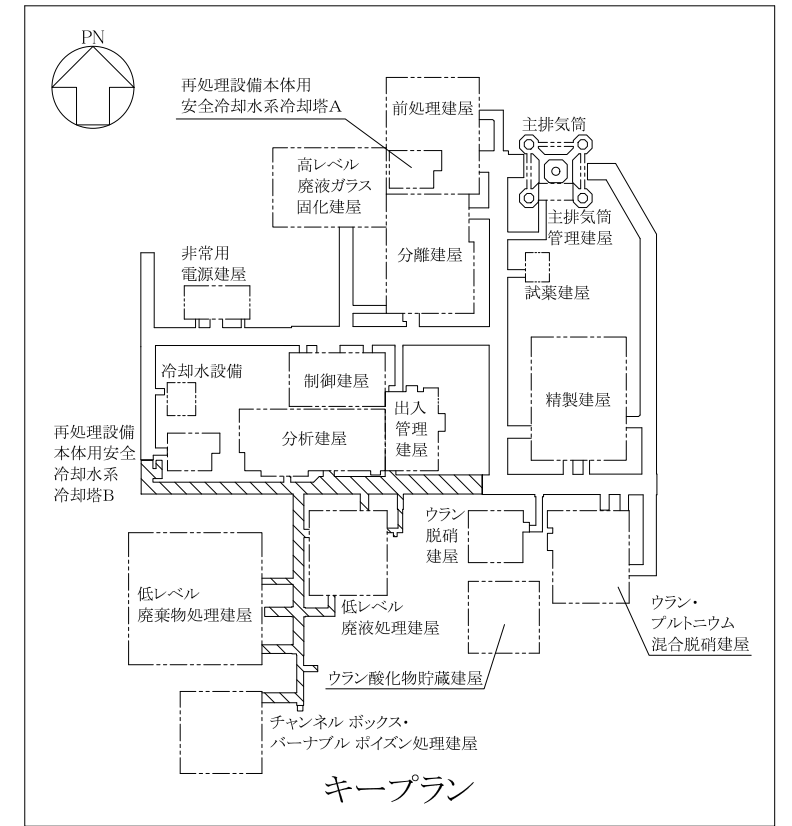 PN
再処理設備本体用
安全冷却水系冷却塔A
前処理建屋
主排気筒
高レベル
廃液ガラス
固化建屋
主排気筒
管理建屋
分離建屋
非常用
電源建屋
試薬建屋
冷却水設備
制御建屋
精製建屋
出入
管理
建屋
分析建屋
再処理設備
本体用安全
冷却水系
冷却塔B
ウラン
脱硝
建屋
低レベル
廃棄物処理建屋
低レベル
廃液処理建屋
ウラン・
プルトニウム
混合脱硝建屋
ウラン酸化物貯蔵建屋
チャンネル ボックス・
バーナブル ポイズン処理建屋
キープラン